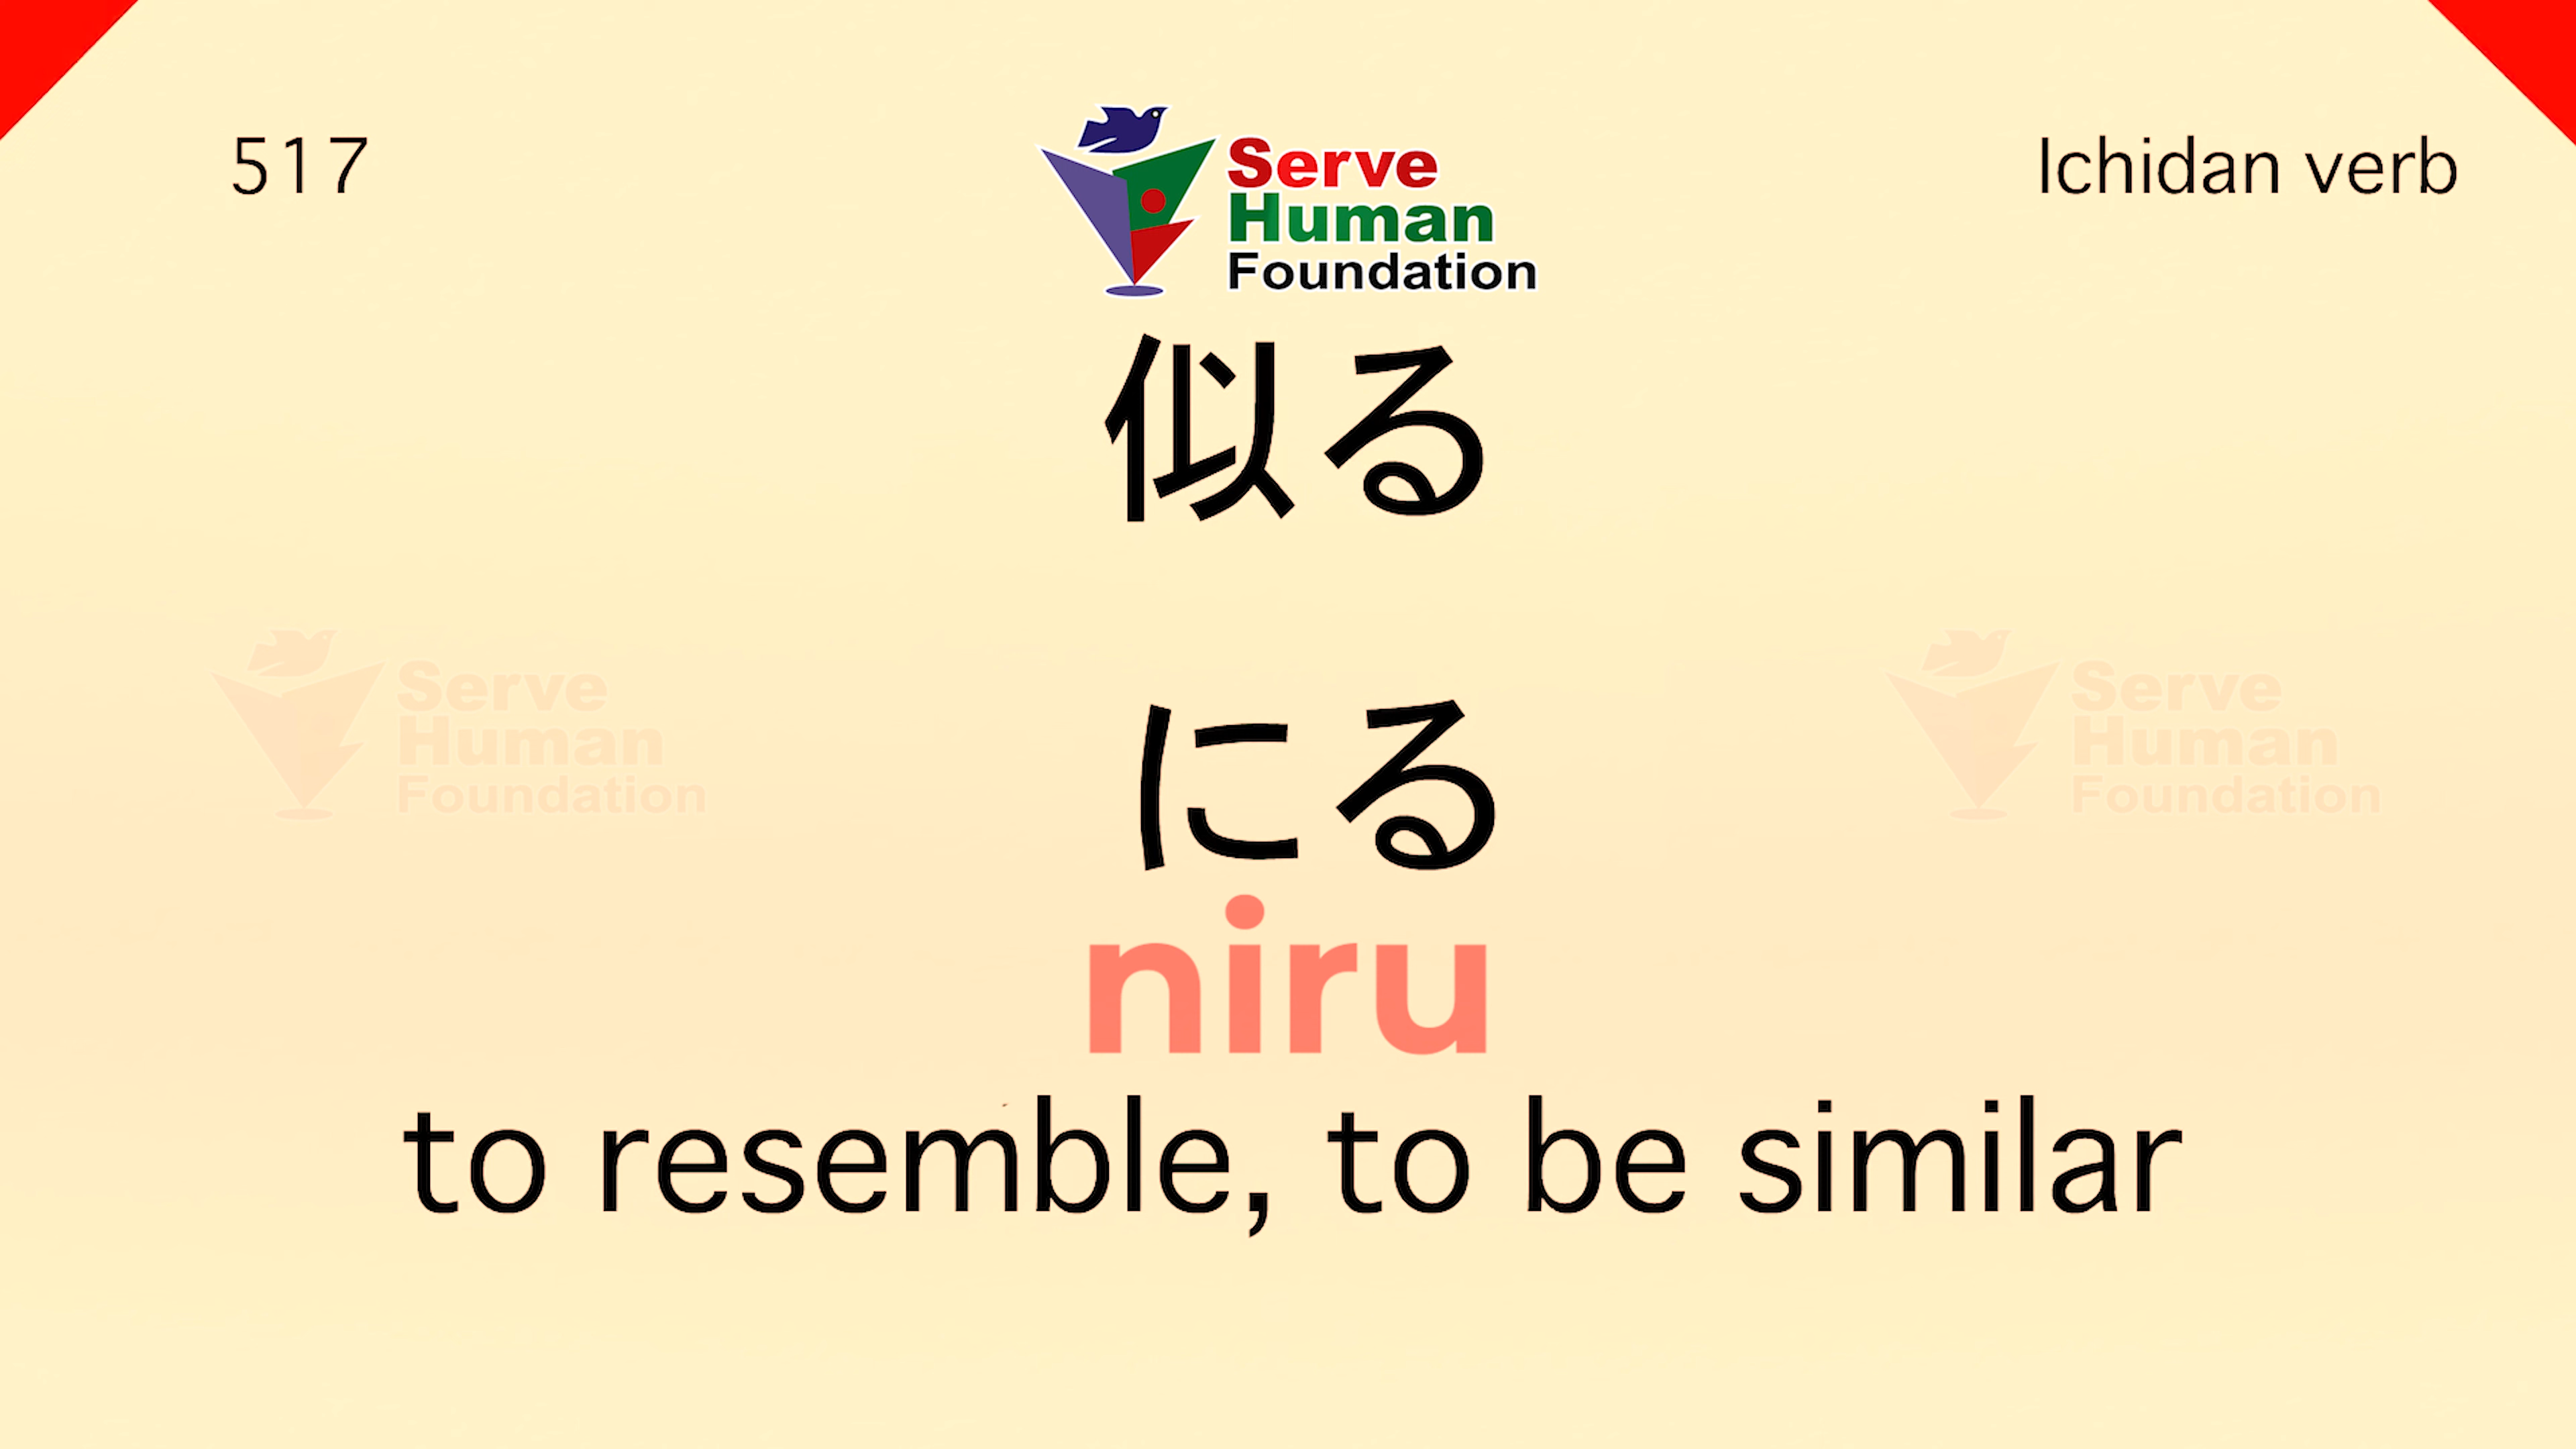 517
Ichidan verb
Serve
Human
Foundation
似る
にる
niru
to resemble, to be similar
Serve
Human
Foundation
Serve
Human
Foundation